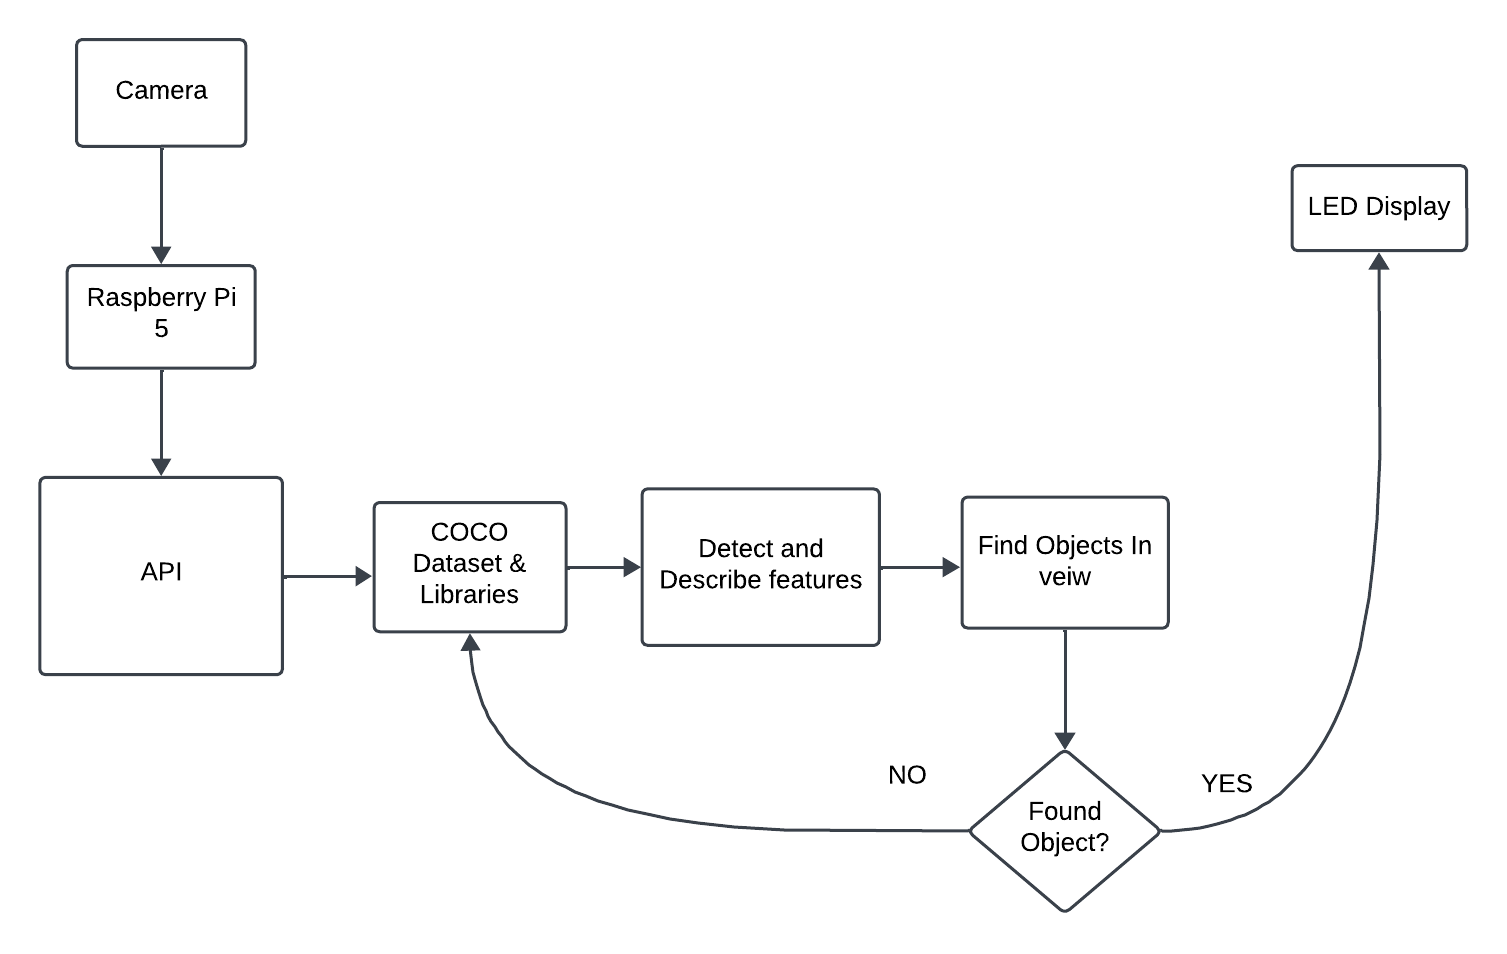 Camera
Raspberry Pi
5
API
COCO
Dataset &
Libraries
Detect and
Describe features
Find Objects In
veiw
Found
Object?
NO
YES
LED Display